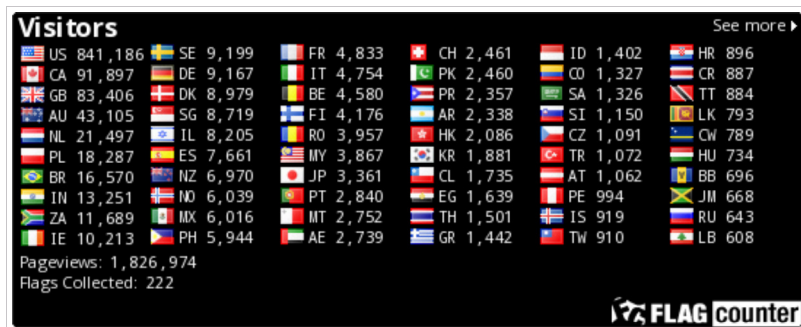 Visitors See more
US 841,186 SE 9,199 FR 4,833 CH 2,461 ID 1,402 HR 896
CA 91,897 DE 9,167 IT 4,754 PK 2,460 CO 1,327 CR 887
GB 83,406 DK 8,979 BE 4,580 PR 2,357 SA 1,326 TT 884
AU 43,105 SG 8,719 FI 4,176 AR 2,338 SI 1,150 LK 793
NL 21,497 IL 8,205 RO 3,957 HK 2,086 CZ 1,091 CW 789
PL 18,287 ES 7,661 MY 3,867 KR 1,881 TR 1,072 HU 734
BR 16,570 NZ 6,970 JP 3,361 CL 1,735 AT 1,062 BB 696
IN 13,251 NO 6,039 PT 2,840 EG 1,639 PE 994 JM 668
ZA 11,689 MX 6,016 MT 2,752 TH 1,501 IS 919 RU 643
IE 10,213 PH 5,944 AE 2,739 GR 1,442 TW 910 LB 608
Pageviews: 1,826,974
Flags Collected: 222
FLAG counter